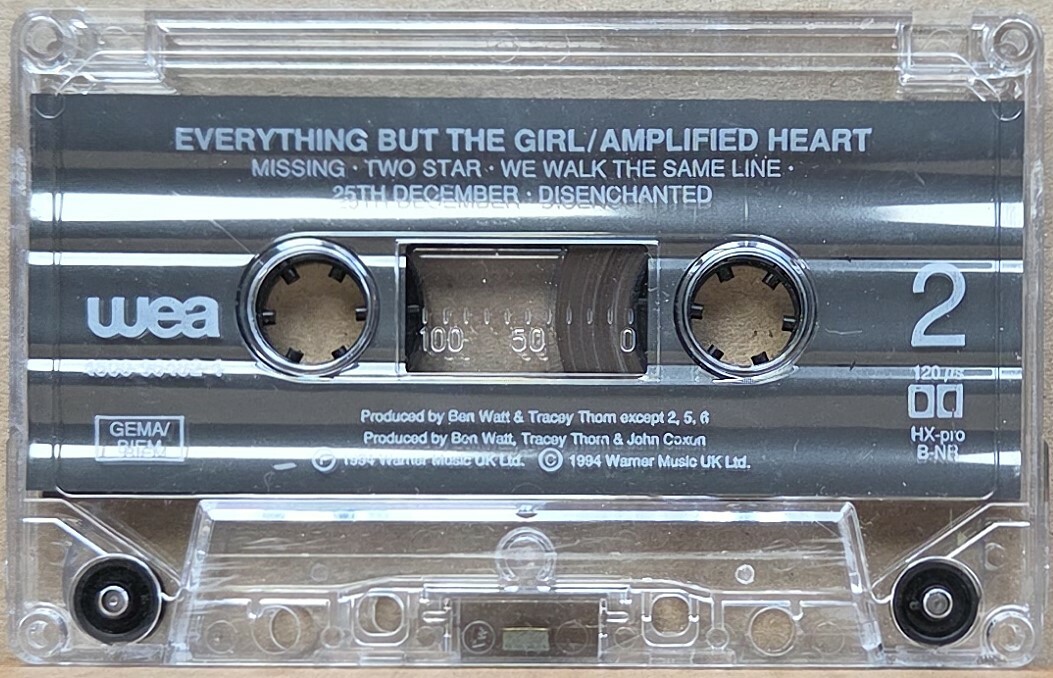 EVERYTHING BUT THE GIRL/AMPLIFIED HEART
MISSING · TWO STAR · WE WALK THE SAME LINE ·
25TH DECEMBER · DISENCHANTED
wea
2
100 50 0
120 µs
GEMA/
BIEM
Produced by Ben Watt & Tracey Thorn except 2, 5, 6
Produced by Ben Watt, Tracey Thorn & John Coxon
Ⓟ 1994 Warner Music UK Ltd. © 1994 Warner Music UK Ltd.
HX-pro
B-NR